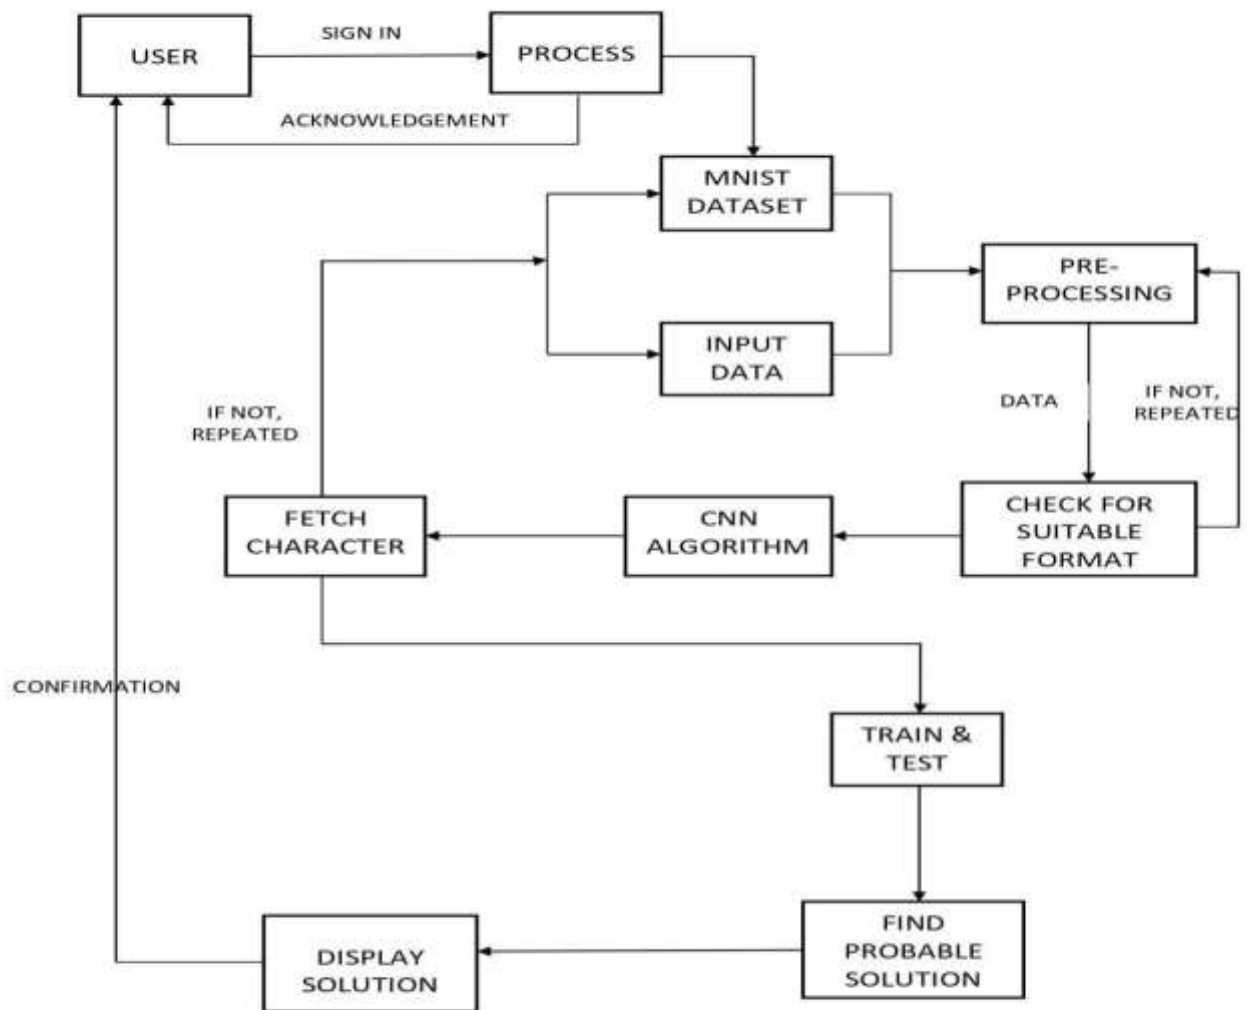 SIGN IN
USER
PROCESS
ACKNOWLEDGEMENT
MNIST
DATASET
PRE-
PROCESSING
INPUT
DATA
DATA
IF NOT,
REPEATED
IF NOT,
REPEATED
FETCH
CHARACTER
CNN
ALGORITHM
CHECK FOR
SUITABLE
FORMAT
CONFIRMATION
TRAIN &
TEST
FIND
PROBABLE
SOLUTION
DISPLAY
SOLUTION